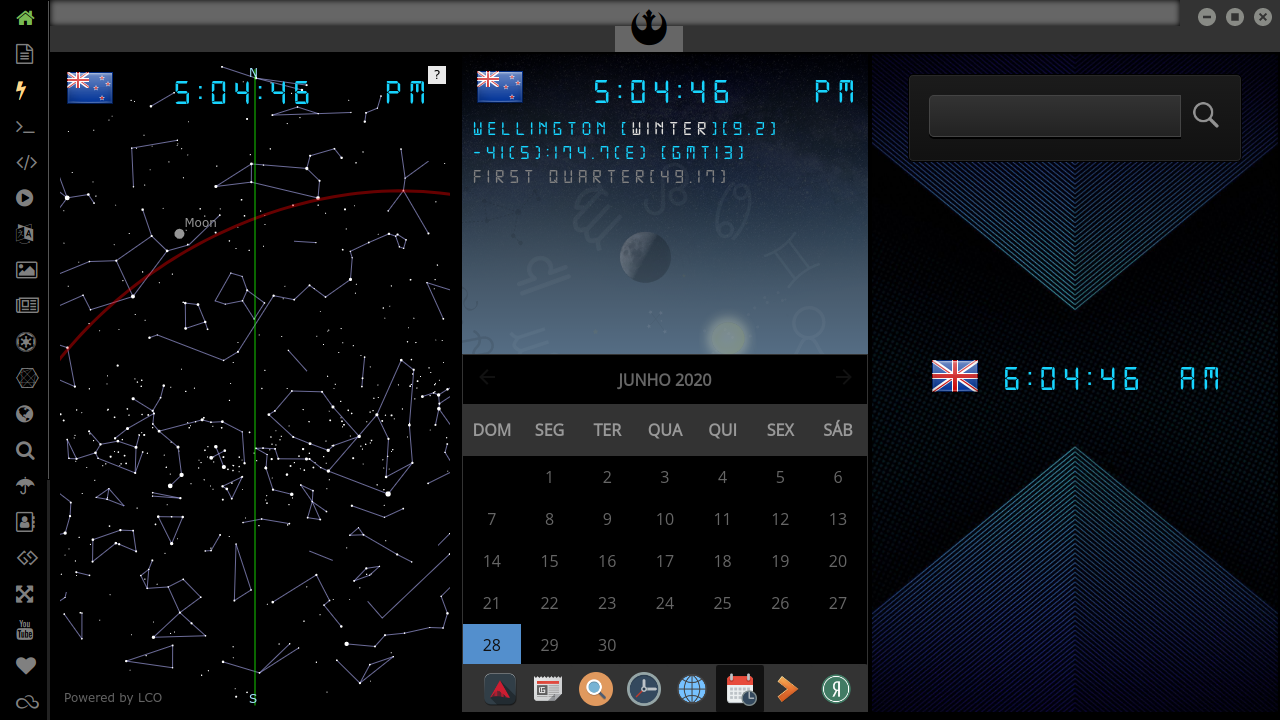 N
5:04:46 PM
?
Moon
S
Powered by LCO
5:04:46 PM
WELLINGTON [WINTER][9.2]
-41(S):174.7(E) [GMT13]
FIRST QUARTER[49.17]
JUNHO 2020
DOM SEG TER QUA QUI SEX SÁB
1 2 3 4 5 6
7 8 9 10 11 12 13
14 15 16 17 18 19 20
21 22 23 24 25 26 27
28 29 30
6:04:46 AM
You
Tube